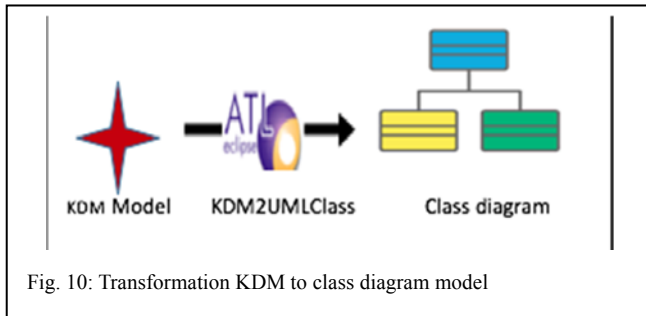 ATL
eclipse
KDM Model KDM2UMLClass Class diagram
Fig. 10: Transformation KDM to class diagram model